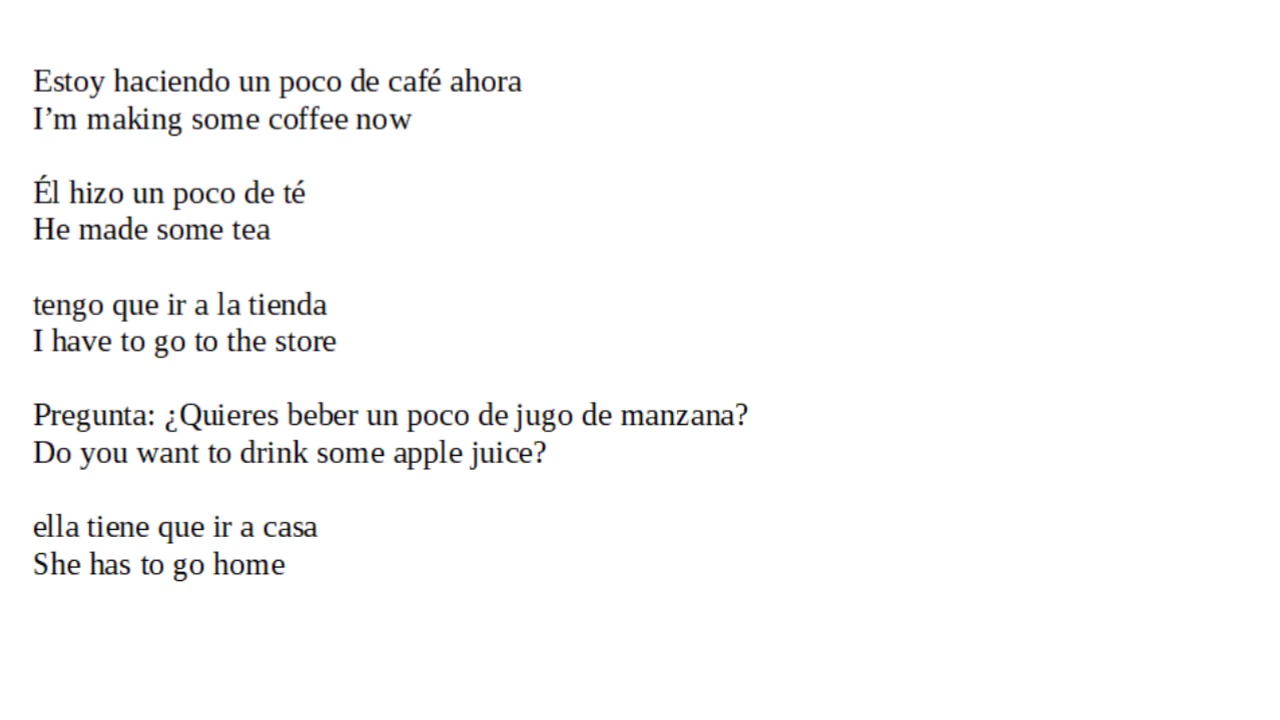 Estoy haciendo un poco de café ahora
I’m making some coffee now
Él hizo un poco de té
He made some tea
tengo que ir a la tienda
I have to go to the store
Pregunta: ¿Quieres beber un poco de jugo de manzana?
Do you want to drink some apple juice?
ella tiene que ir a casa
She has to go home